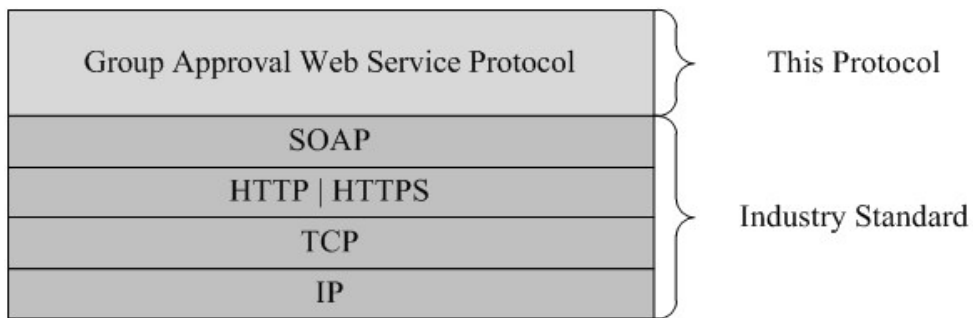 Group Approval Web Service Protocol
This Protocol
SOAP
HTTP | HTTPS
TCP
IP
Industry Standard